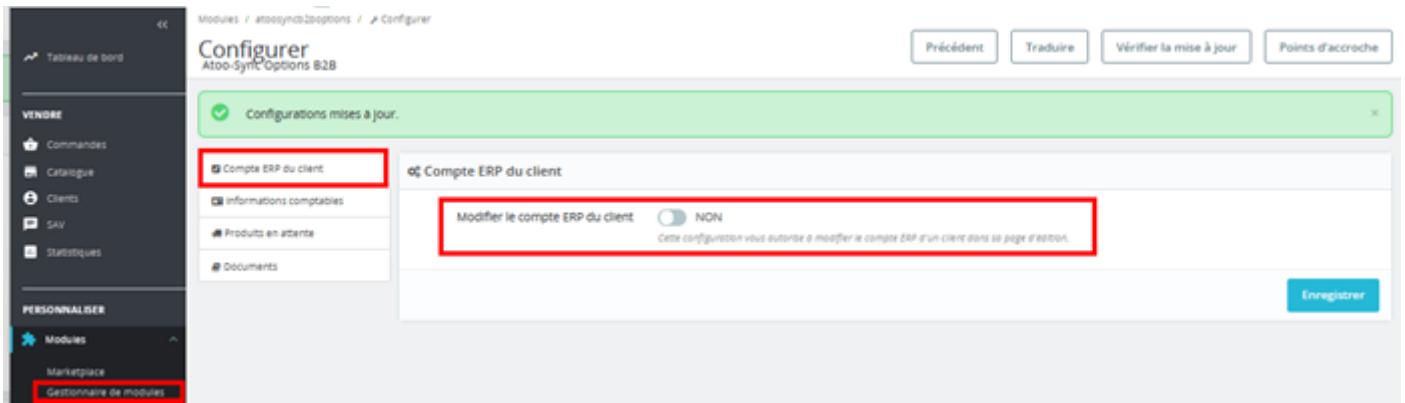 Modules / atoosyncb2boptions / Configurer
Configurer
Atoo-Sync Options B2B
Précédent
Traduire
Vérifier la mise à jour
Points d'accroche
Tableau de bord
VENDRE
Commandes
Catalogue
Clients
SAV
Statistiques
PERSONNALISER
Modules
Marketplace
Gestionnaire de modules
Configurations mises à jour.
Compte ERP du client
Informations comptables
Produits en attente
Documents
Compte ERP du client
Modifier le compte ERP du client NON
Cette configuration vous autorise à modifier le compte ERP d'un client dans sa page d'édition.
Enregistrer